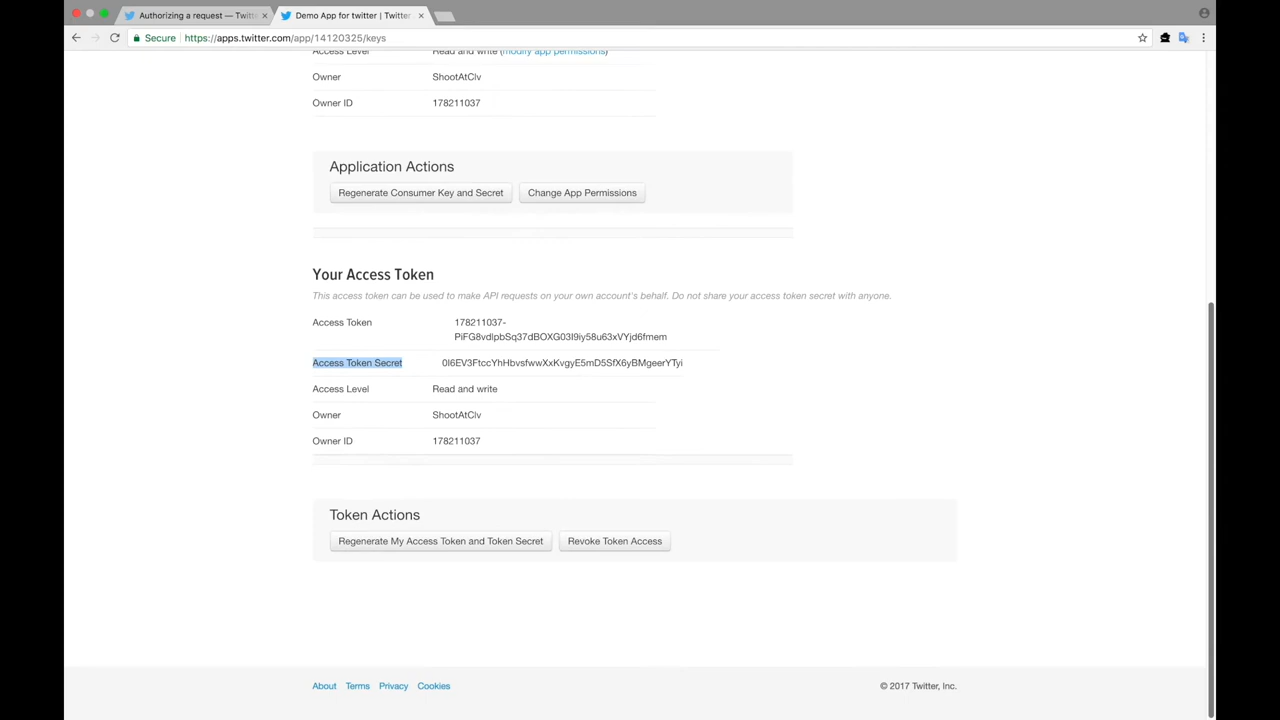 Authorizing a request — Twitt
Demo App for twitter | Twitter
Secure https://apps.twitter.com/app/14120325/keys
Access Level Read and write (modify app permissions)
Owner ShootAtClv
Owner ID 178211037
Application Actions
Regenerate Consumer Key and Secret Change App Permissions
Your Access Token
This access token can be used to make API requests on your own account's behalf. Do not share your access token secret with anyone.
Access Token 178211037-
PiFG8vdlpbSq37dBOXG03I9iy58u63xVYjd6fmem
Access Token Secret 0I6EV3FtccYhHbvsfwwXxKvgyE5mD5SfX6yBMgeerYTyi
Access Level Read and write
Owner ShootAtClv
Owner ID 178211037
Token Actions
Regenerate My Access Token and Token Secret Revoke Token Access
About Terms Privacy Cookies © 2017 Twitter, Inc.